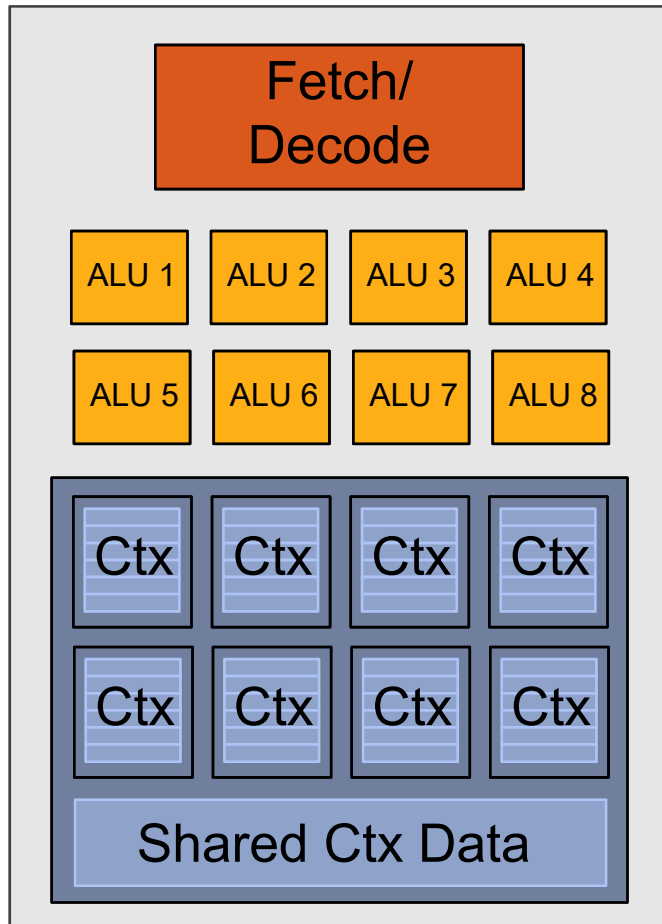 Fetch/
Decode
ALU 1 ALU 2 ALU 3 ALU 4
ALU 5 ALU 6 ALU 7 ALU 8
Ctx Ctx Ctx Ctx
Ctx Ctx Ctx Ctx
Shared Ctx Data